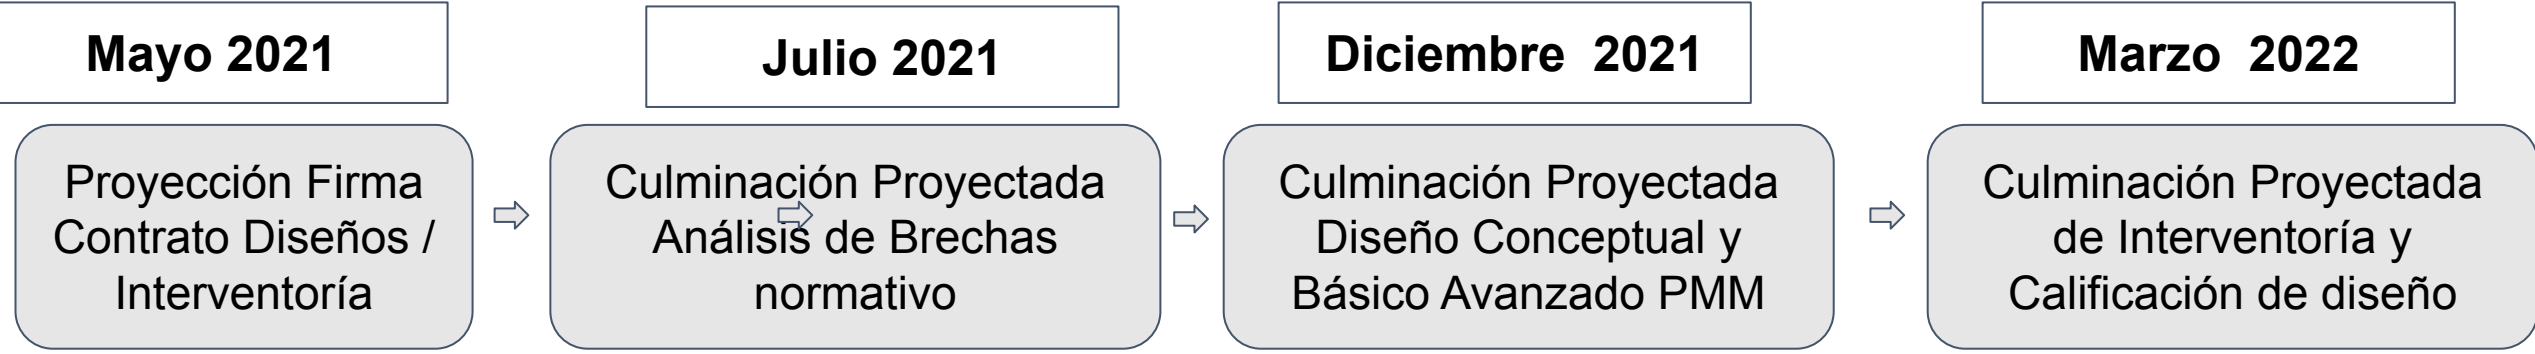 Mayo 2021
Proyección Firma
Contrato Diseños /
Interventoría
Julio 2021
Culminación Proyectada
Análisis de Brechas
normativo
Diciembre 2021
Culminación Proyectada
Diseño Conceptual y
Básico Avanzado PMM
Marzo 2022
Culminación Proyectada
de Interventoría y
Calificación de diseño